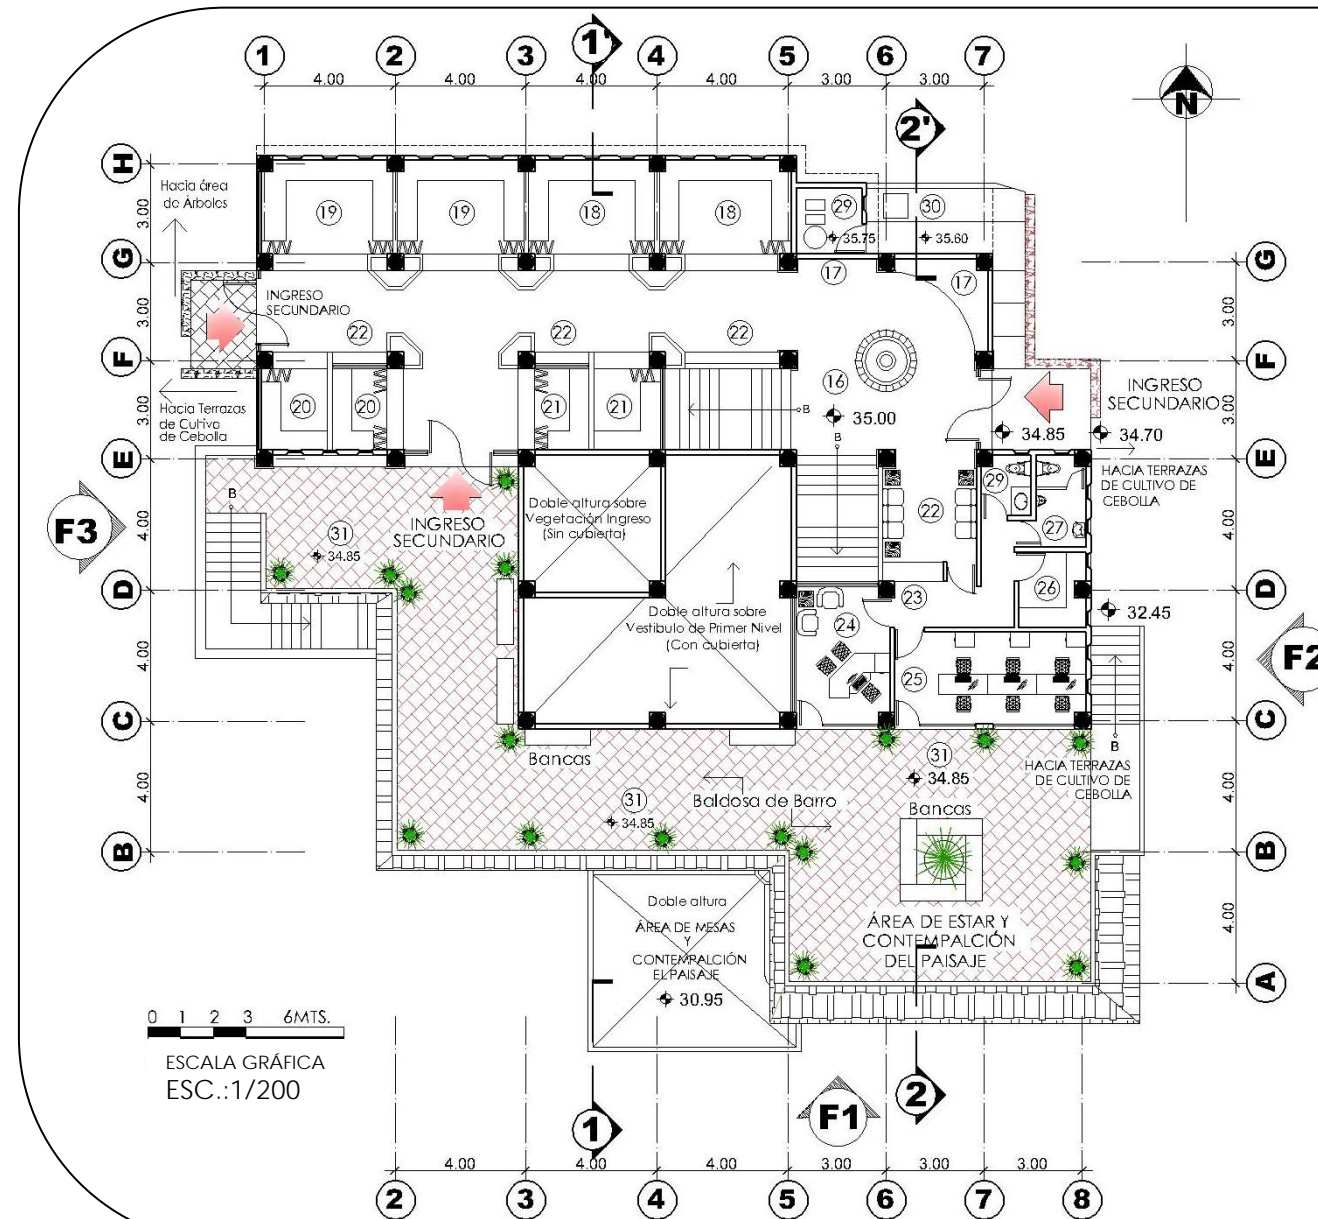 1 2 3 1' 4 5 6 7
4.00 4.00 4.00 4.00 3.00 3.00
N
2'
H
Hacia área
de Árboles
19 19 18 18 29 30
35.75 35.60
3.00
G 17 17 G
INGRESO
SECUNDARIO
3.00 3.00
22 22 22
F F
16
INGRESO
SECUNDARIO
Hacia Terrazas
de Cultivo
de Cebolla
20 20 21 21 B
35.00
3.00 3.00
34.85 34.70
B
E E
HACIA TERRAZAS
DE CULTIVO DE
CEBOLLA
29
B
Doble altura sobre
Vegetación Ingreso
(Sin cubierta)
22
F3
4.00 4.00
INGRESO
SECUNDARIO
31
34.85
27
D D
26
23
32.45
Doble altura sobre
Vestibulo de Primer Nivel
(Con cubierta)
24
4.00 4.00
F2
25
C C
B
Bancas
31
34.85
HACIA TERRAZAS
DE CULTIVO DE
CEBOLLA
4.00 4.00
31
34.85
Baldosa de Barro
Bancas
B B
Doble altura
ÁREA DE MESAS
Y
CONTEMPALCIÓN
EL PAISAJE
30.95
ÁREA DE ESTAR Y
CONTEMPALCIÓN
DEL PAISAJE
4.00
A
0 1 2 3 6MTS.
ESCALA GRÁFICA
ESC.:1/200
1 F1 2
4.00 4.00 4.00 3.00 3.00 3.00
2 3 4 5 6 7 8